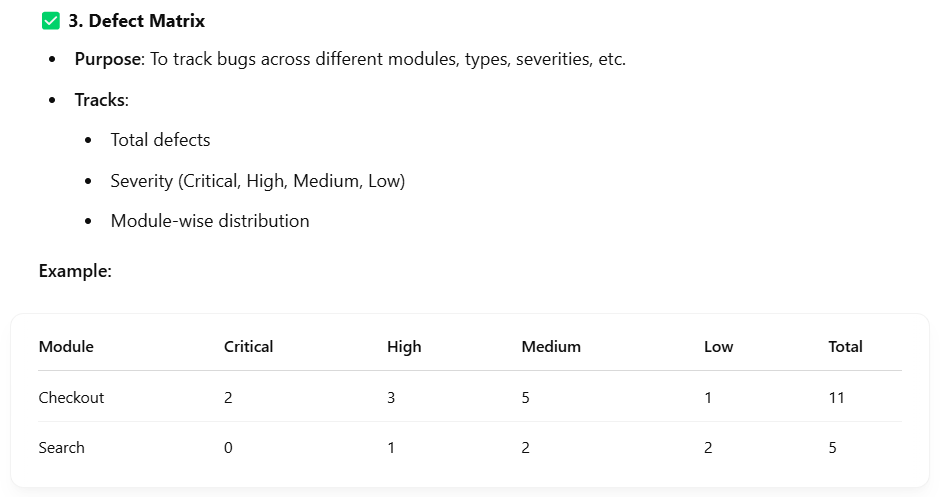 ✅ 3. Defect Matrix
• Purpose: To track bugs across different modules, types, severities, etc.
• Tracks:
• Total defects
• Severity (Critical, High, Medium, Low)
• Module-wise distribution
Example:
Module Critical High Medium Low Total
Checkout 2 3 5 1 11
Search 0 1 2 2 5